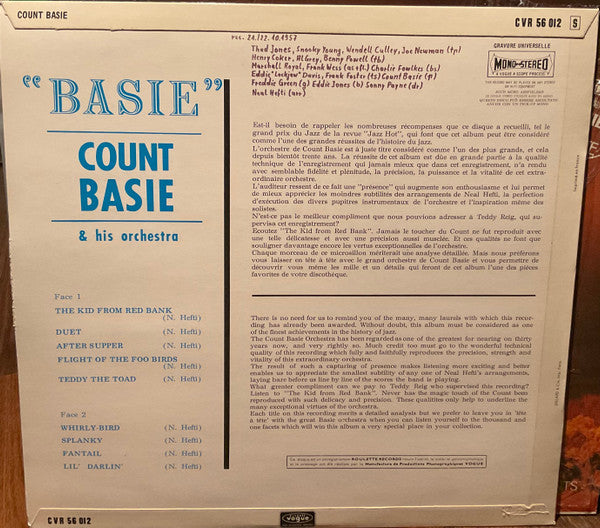 COUNT BASIE
CVR 56 012 S
REC. 21./22. 10. 1957
Thad Jones, Snooky Young, Wendell Culley, Joe Newman (tp)
Henry Coker, Al Grey, Benny Powell (tb)
Marshall Royal, Frank Wess (as + fl) Charlie Fowlkes (bs)
Eddie "Lockjaw" Davis, Frank Foster (ts) Count Basie (p)
Freddie Green (g) Eddie Jones (b) Sonny Payne (dr)
Neal Hefti (arr)
GRAVURE UNIVERSELLE
MONO-STEREO
"BASIE"
COUNT
BASIE
& his orchestra
Face 1
THE KID FROM RED BANK
(N. Hefti)
DUET (N. Hefti)
AFTER SUPPER (N. Hefti)
FLIGHT OF THE FOO BIRDS
(N. Hefti)
TEDDY THE TOAD (N. Hefti)
Face 2
WHIRLY-BIRD (N. Hefti)
SPLANKY (N. Hefti)
FANTAIL (N. Hefti)
LIL' DARLIN' (N. Hefti)
Est-il besoin de rappeler les nombreuses récompenses que ce disque a recueilli, tel le
grand prix du Jazz de la revue "Jazz Hot", qui font que cet album peut être considéré
comme l'une des grandes réussites de l'histoire du jazz.
L'orchestre de Count Basie est à juste titre considéré comme l'un des plus grands, et cela
depuis bientôt trente ans. La réussite de cet album est due en grande partie à la qualité
technique de l'enregistrement qui jamais mieux que dans cet enregistrement, n'a rendu
avec semblable fidélité et plénitude, la précision, la puissance et la vitalité de cet extra-
ordinaire orchestre.
L'auditeur ressent de ce fait une "présence" qui augmente son enthousiasme et lui permet
de mieux apprécier les moindres subtilités des arrangements de Neal Hefti, la perfection
d'exécution des divers pupitres instrumentaux de l'orchestre et l'inspiration même des
solistes.
N'est-ce pas le meilleur compliment que nous pouvions adresser à Teddy Reig, qui su-
pervisa cet enregistrement?
Ecoutez "The Kid from Red Bank". Jamais le toucher du Count ne fut reproduit avec
une telle délicatesse et avec une précision aussi musclée. Et ces qualités ne font que
souligner davantage encore les vertus exceptionnelles de l'orchestre.
Chaque morceau de ce microsillon mériterait une analyse détaillée. Mais nous préférons
vous laisser en tête à tête avec le grand orchestre de Count Basie et vous permettre de
découvrir vous même les mille et un détails qui feront de cet album l'une des pièces
favorites de votre discothèque.
There is no need for us to remind you of the many, many laurels with which this recor-
ding has already been awarded. Without doubt, this album must be considered as one
of the finest achievements in the history of jazz.
The Count Basie Orchestra has been regarded as one of the greatest for nearing on thirty
years now, and very rightly so. Much credit too must go to the wonderful technical
quality of this recording which fully and faithfully reproduces the precision, strength and
vitality of this extraordinary orchestra.
The result of such a capturing of presence makes listening more exciting and better
enables us to appreciate the smallest subtility of any one of Neal Hefti's arrangements,
laying bare before us line by line of the scores the band is playing.
What greater compliment can we pay to Teddy Reig who supervised this recording?
Listen to "The Kid from Red Bank". Never has the magic touch of the Count been
reproduced with such delicacy and precision. These qualities only help to underline the
many exceptional virtues of the orchestra.
Each title on this recording merits a detailed analysis but we prefer to leave you in 'tête
à tête' with the great Basic orchestra when you can listen yourself to the thousand and
one facets which will win this album a very special place in your collection.
Ce disque est un enregistrement ROULETTE RECORDS
Manufacture de Productions Phonographiques VOGUE
vogue
CVR 56 012